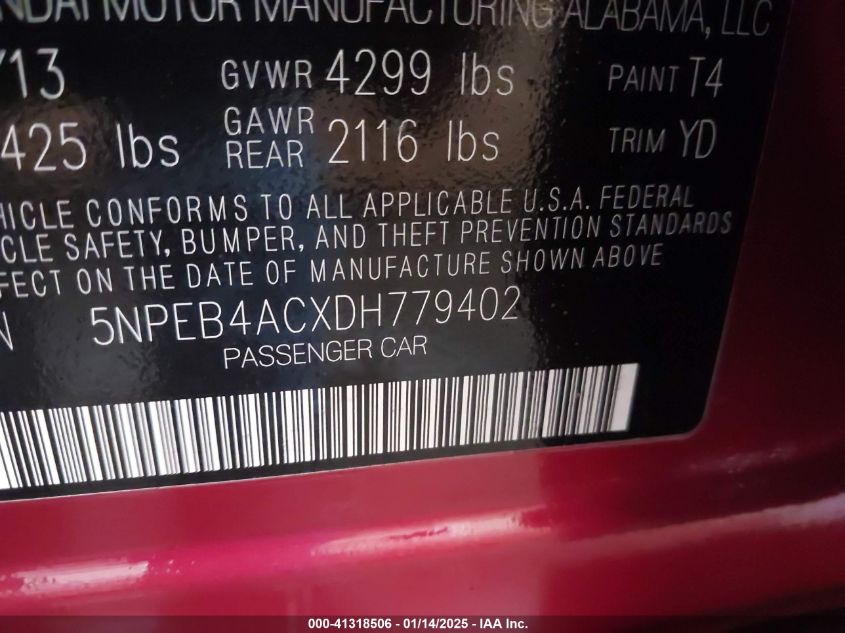 MOTOR MANUFACTURING ALABAMA, LLC
13 GVWR 4299 lbs PAINT T4
425 lbs GAWR REAR 2116 lbs TRIM YD
HICLE CONFORMS TO ALL APPLICABLE U.S.A. FEDERAL
CLE SAFETY, BUMPER, AND THEFT PREVENTION STANDARDS
FECT ON THE DATE OF MANUFACTURE SHOWN ABOVE
N 5NPEB4ACXDH779402
PASSENGER CAR
000-41318506 - 01/14/2025 - IAA Inc.